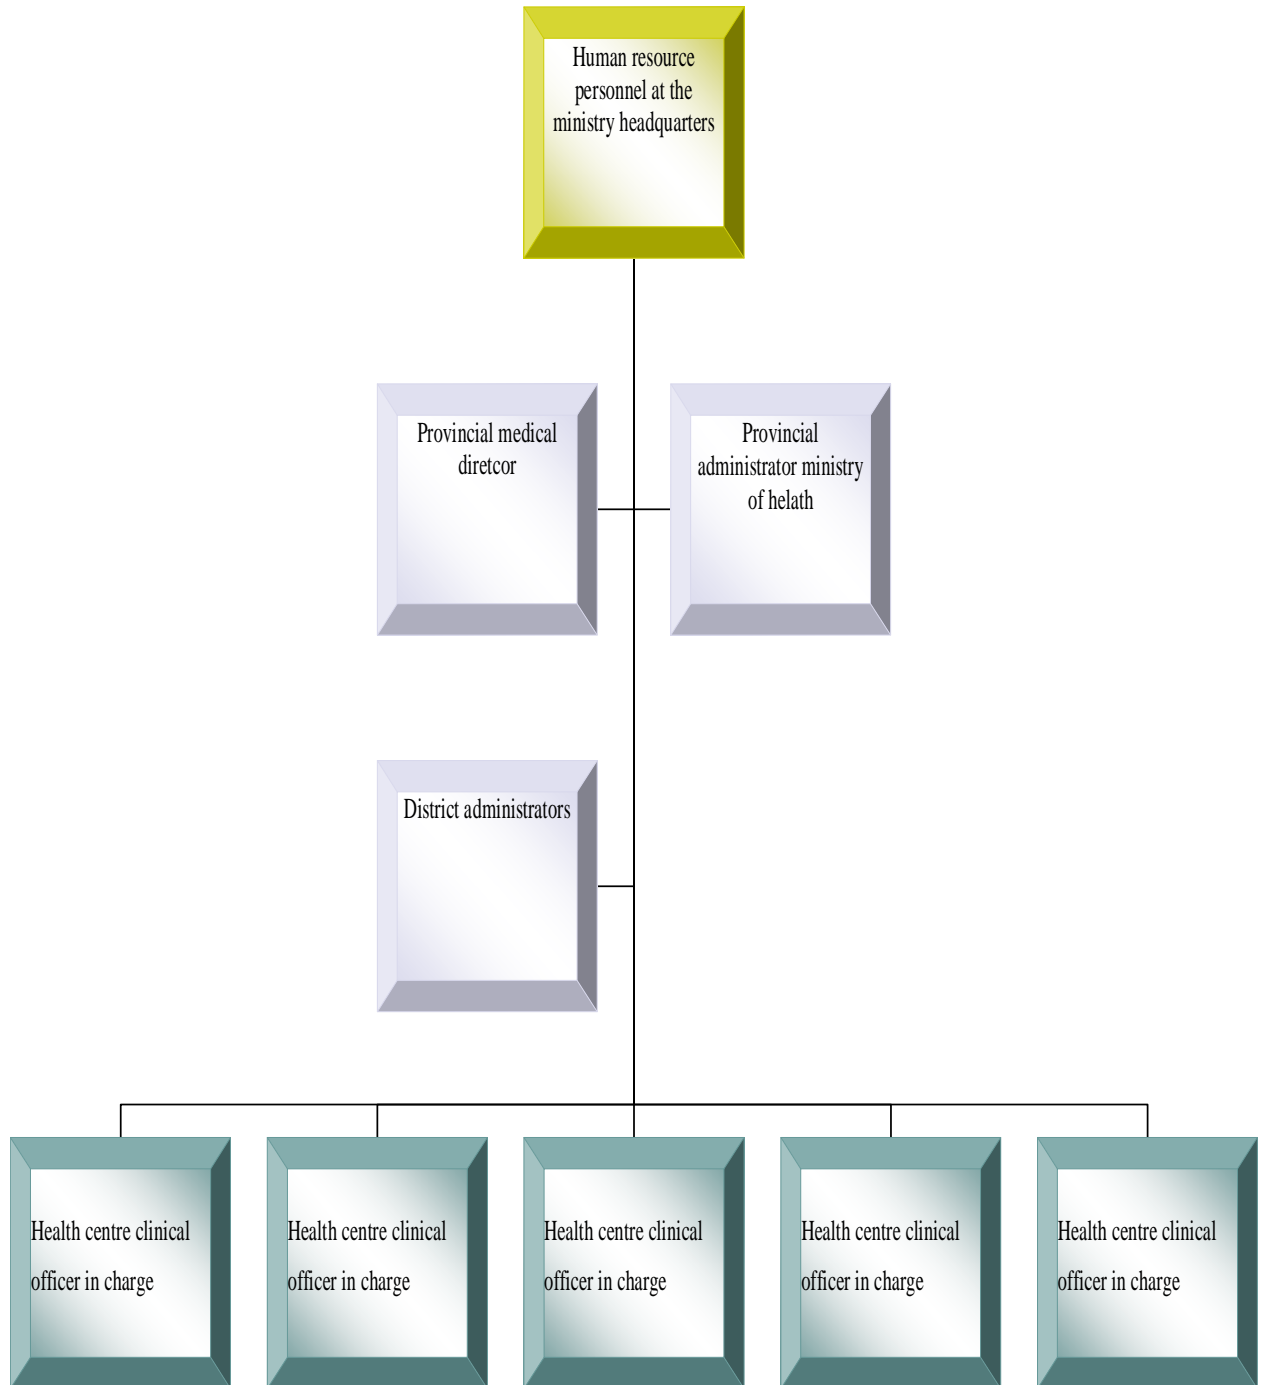 Human resource
personnel at the
ministry headquarters
Provincial medical
diretcor
Provincial
administrator ministry
of helath
District administrators
Health centre clinical
officer in charge
Health centre clinical
officer in charge
Health centre clinical
officer in charge
Health centre clinical
officer in charge
Health centre clinical
officer in charge